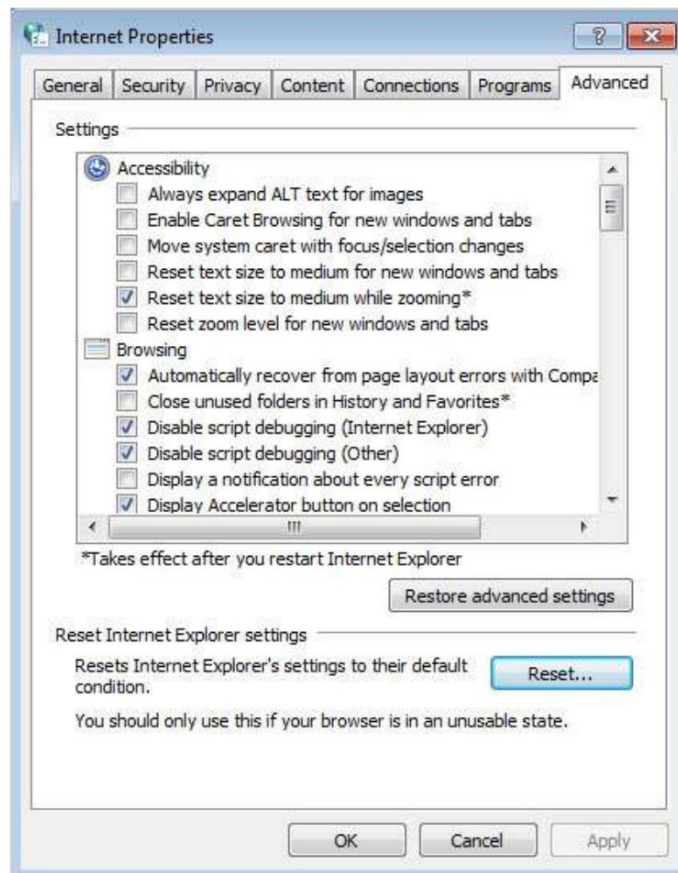 Internet Properties
General Security Privacy Content Connections Programs Advanced
Settings
Accessibility
Always expand ALT text for images
Enable Caret Browsing for new windows and tabs
Move system caret with focus/selection changes
Reset text size to medium for new windows and tabs
Reset text size to medium while zooming*
Reset zoom level for new windows and tabs
Browsing
Automatically recover from page layout errors with Compa
Close unused folders in History and Favorites*
Disable script debugging (Internet Explorer)
Disable script debugging (Other)
Display a notification about every script error
Display Accelerator button on selection
*Takes effect after you restart Internet Explorer
Restore advanced settings
Reset Internet Explorer settings
Resets Internet Explorer's settings to their default
condition.
Reset...
You should only use this if your browser is in an unusable state.
OK Cancel Apply